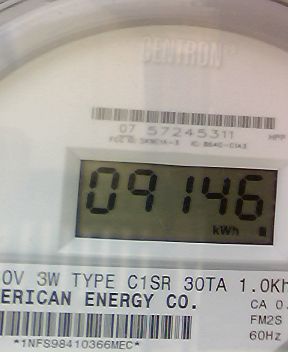 CENTRON
07 57245311
09146
kWh
0V 3W TYPE C1SR 30TA 1.0Kh
ERICAN ENERGY CO.
CA 0.
FM2S
60Hz
*1NFS98410366MEC*